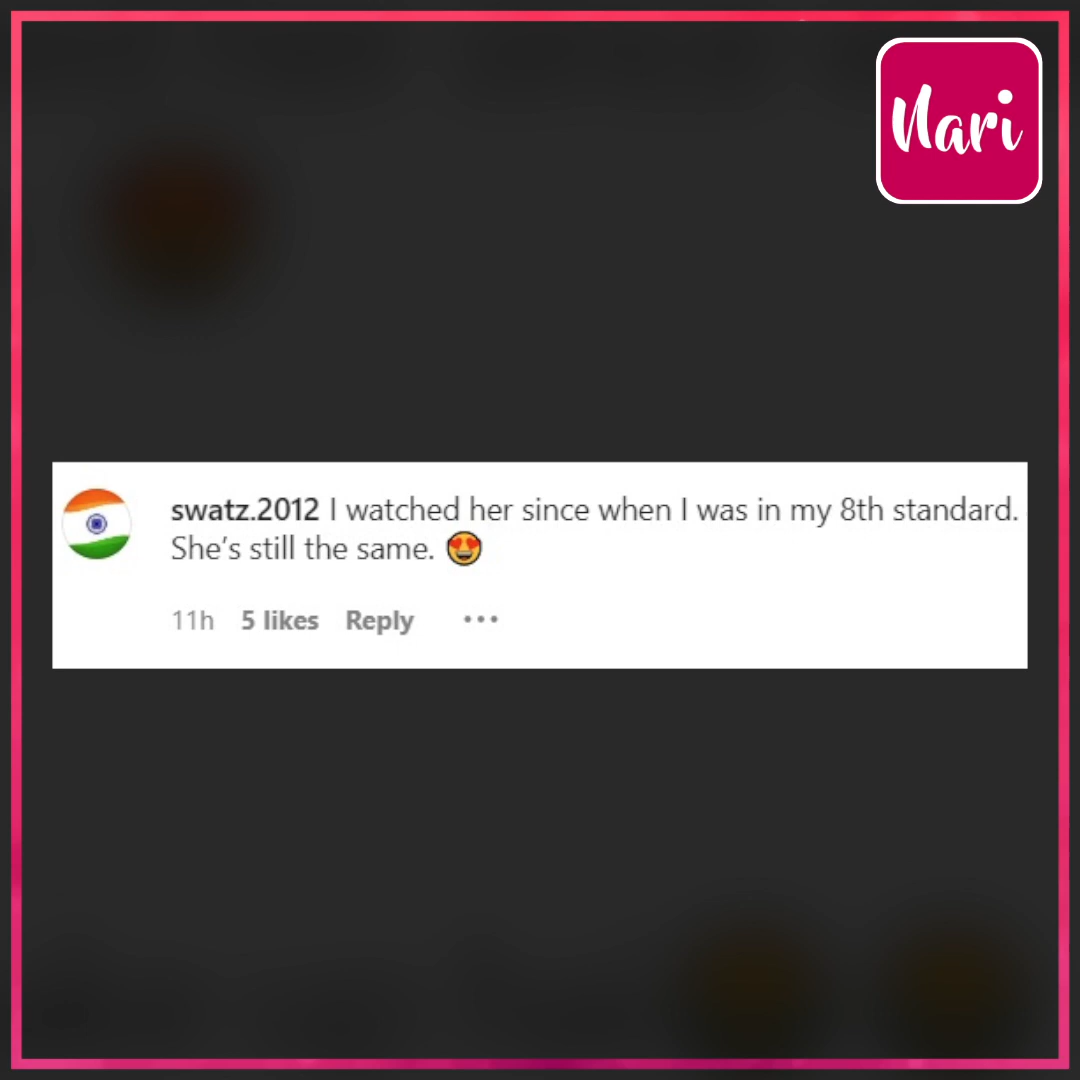 Nari
swatz.2012 I watched her since when I was in my 8th standard.
She's still the same. 😍
11h 5 likes Reply •••